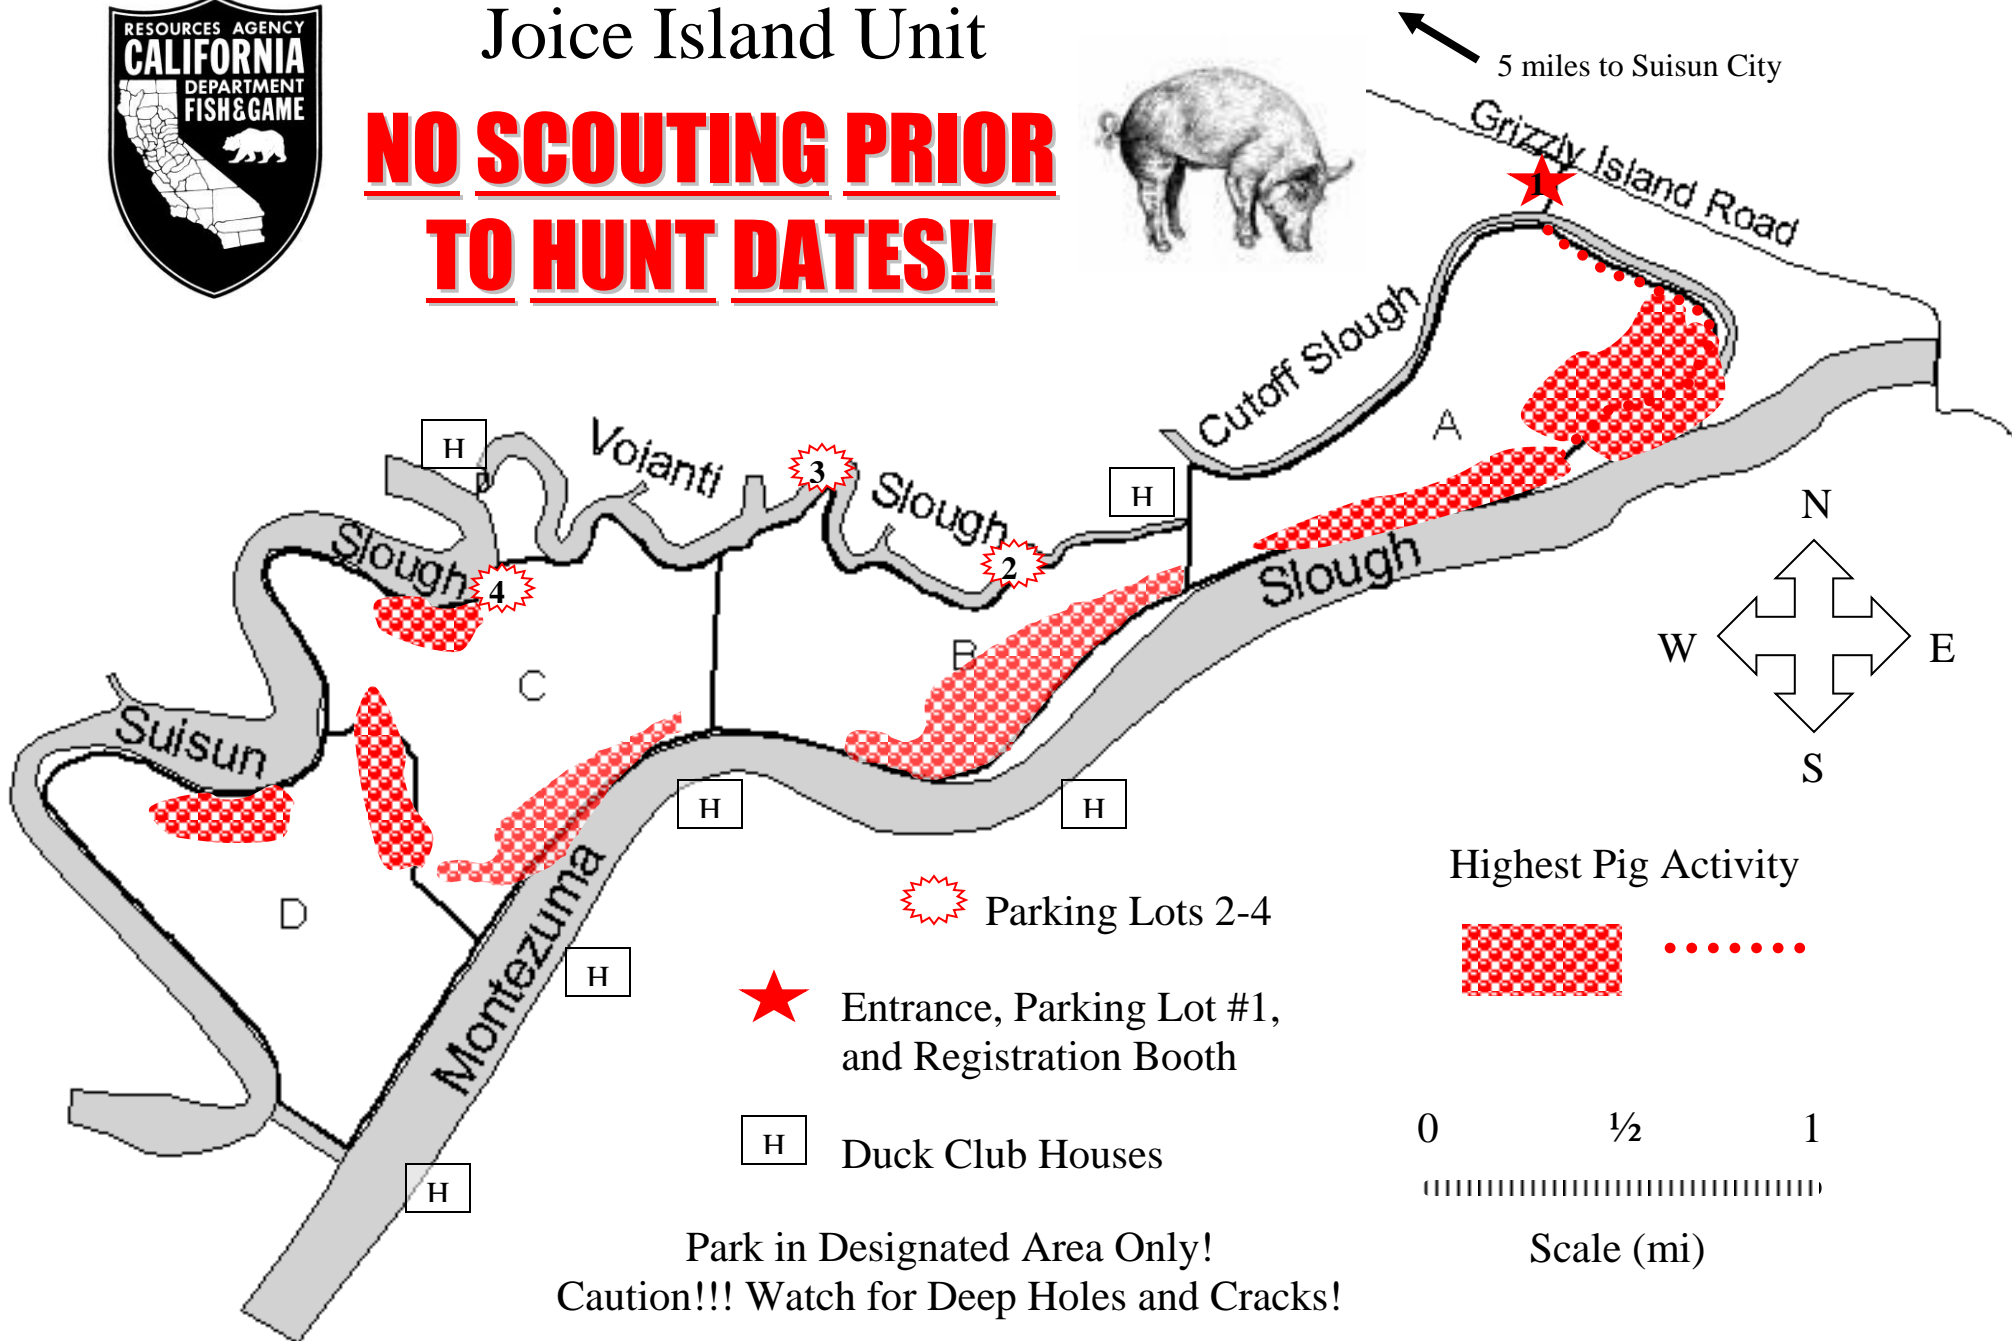 RESOURCES AGENCY
CALIFORNIA
DEPARTMENT
FISH&GAME
Joice Island Unit
NO SCOUTING PRIOR
TO HUNT DATES!!
5 miles to Suisun City
Grizzly Island Road
1
Cutoff Slough
A
H
Voianti
3
Slough
H
2
Slough
4
Slough
N
W
E
S
B
C
Suisun
H
H
D
Montezuma
H
H
Parking Lots 2-4
Entrance, Parking Lot #1,
and Registration Booth
H
Duck Club Houses
Highest Pig Activity
0 ½ 1
Scale (mi)
Park in Designated Area Only!
Caution!!! Watch for Deep Holes and Cracks!